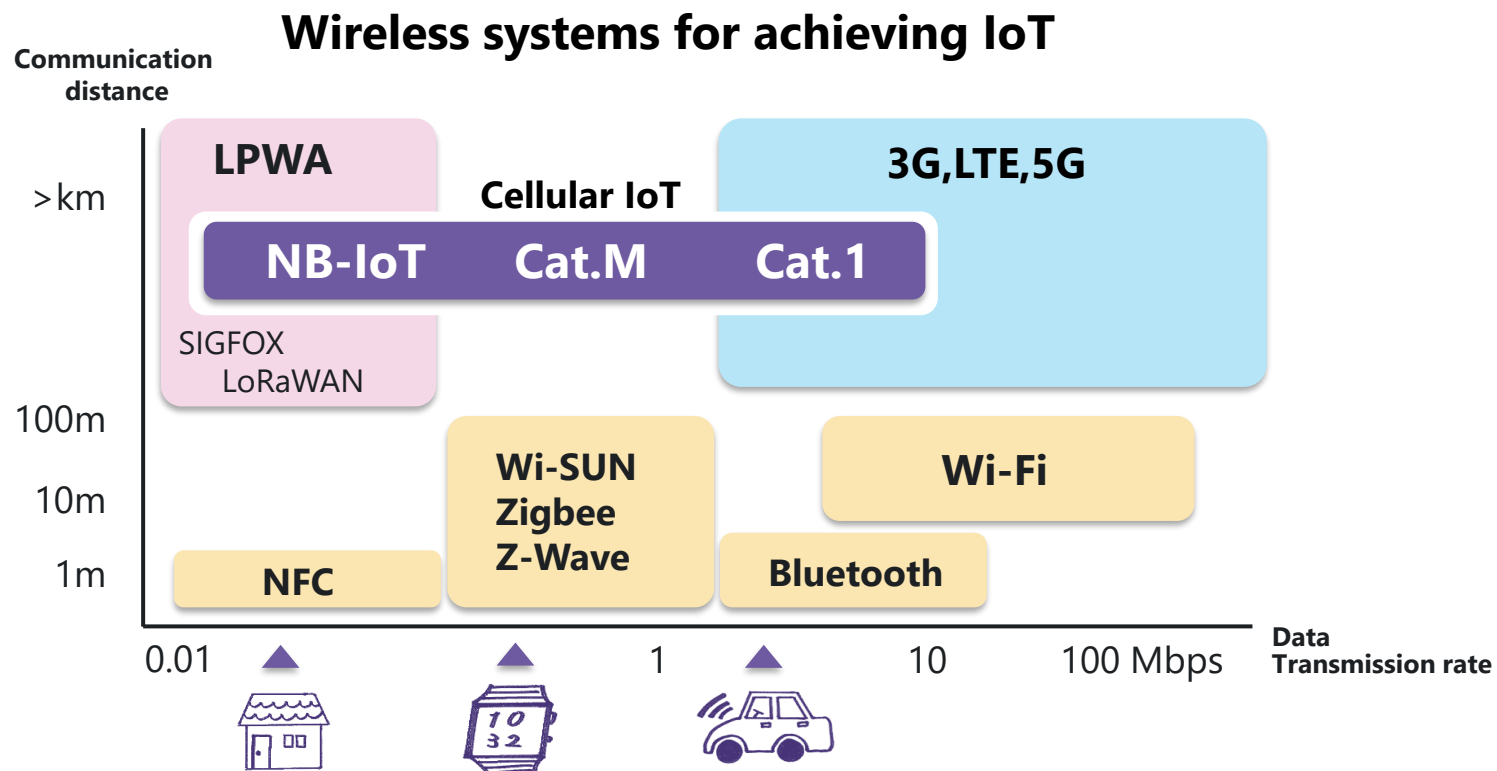 Wireless systems for achieving IoT
Communication
distance
LPWA
3G,LTE,5G
>km
Cellular IoT
NB-IoT
Cat.M
Cat.1
SIGFOX
LoRaWAN
100m
Wi-SUN
Wi-Fi
10m
Zigbee
Z-Wave
1m
NFC
Bluetooth
0.01
1
10
100 Mbps
Data
Transmission rate
10
32